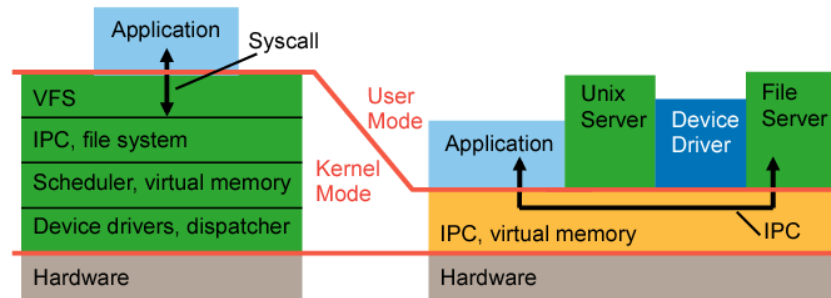 Application
Syscall
VFS
IPC, file system
Scheduler, virtual memory
Device drivers, dispatcher
Hardware
User
Mode
Kernel
Mode
Application
Unix
Server
Device
Driver
File
Server
IPC, virtual memory
IPC
Hardware